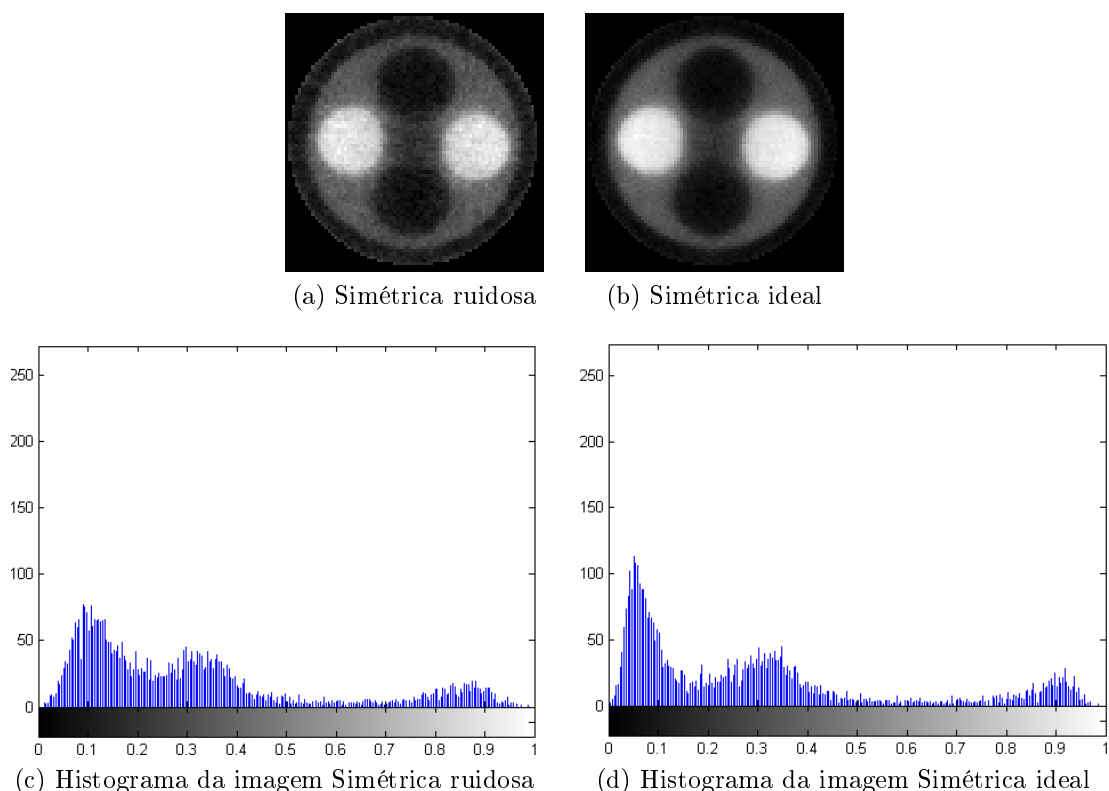 (a) Simétrica ruidosa
(b) Simétrica ideal
250
200
150
100
50
0
0 0.1 0.2 0.3 0.4 0.5 0.6 0.7 0.8 0.9 1
(c) Histograma da imagem Simétrica ruidosa
250
200
150
100
50
0
0 0.1 0.2 0.3 0.4 0.5 0.6 0.7 0.8 0.9 1
(d) Histograma da imagem Simétrica ideal